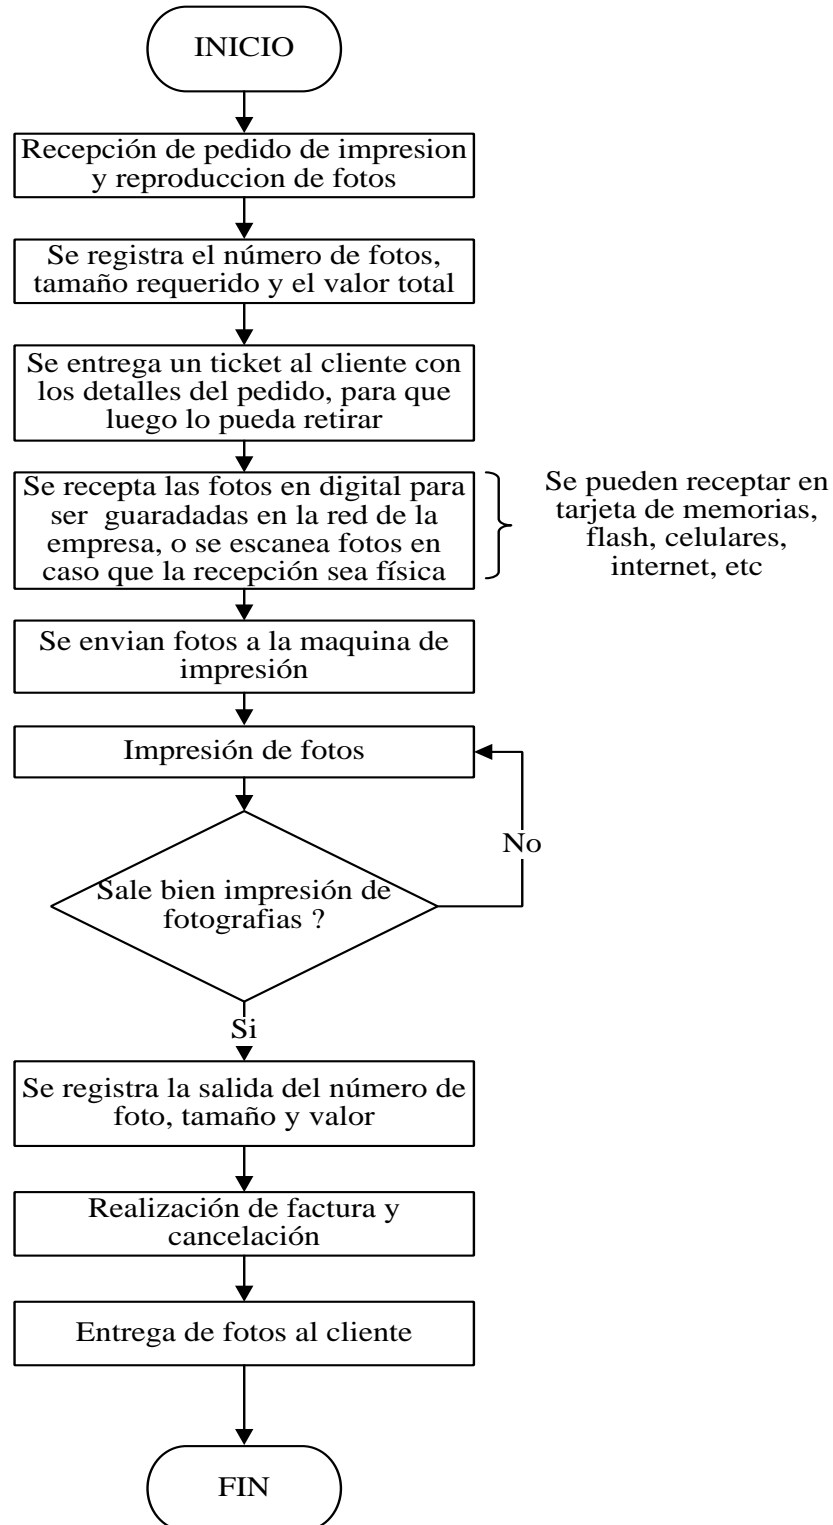 INICIO
Recepción de pedido de impresion
y reproduccion de fotos
Se registra el número de fotos,
tamaño requerido y el valor total
Se entrega un ticket al cliente con
los detalles del pedido, para que
luego lo pueda retirar
Se recepta las fotos en digital para
ser  guaradadas en la red de la
empresa, o se escanea fotos en
caso que la recepción sea física
Se pueden receptar en
tarjeta de memorias,
flash, celulares,
internet, etc
Se envian fotos a la maquina de
impresión
Impresión de fotos
No
Sale bien impresión de
fotografias ?
Si
Se registra la salida del número de
foto, tamaño y valor
Realización de factura y
cancelación
Entrega de fotos al cliente
FIN